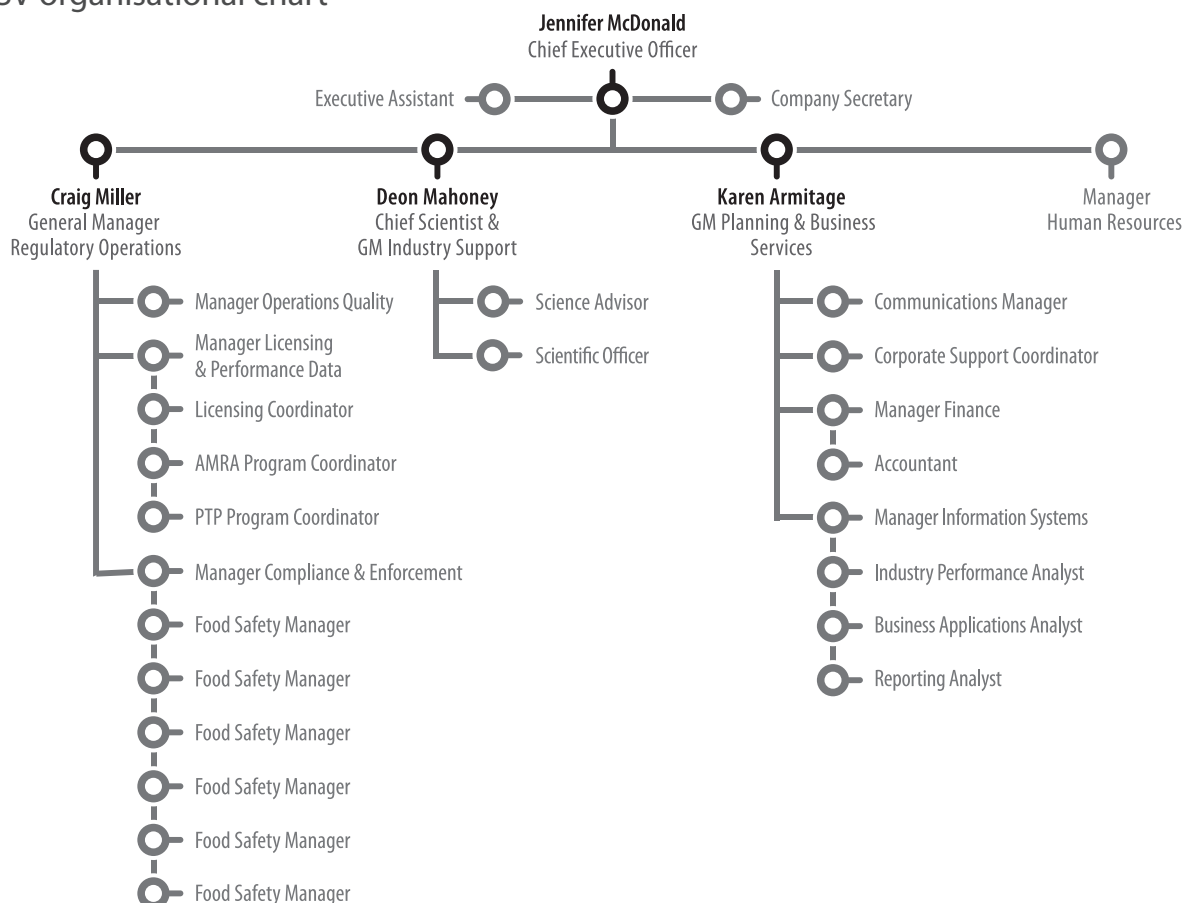 organisational chart
Jennifer McDonald
Chief Executive Officer
Executive Assistant
Company Secretary
Craig Miller
General Manager
Regulatory Operations
Deon Mahoney
Chief Scientist &
GM Industry Support
Karen Armitage
GM Planning & Business
Services
Manager
Human Resources
Manager Operations Quality
Manager Licensing
& Performance Data
Licensing Coordinator
AMRA Program Coordinator
PTP Program Coordinator
Manager Compliance & Enforcement
Food Safety Manager
Food Safety Manager
Food Safety Manager
Food Safety Manager
Food Safety Manager
Food Safety Manager
Science Advisor
Scientific Officer
Communications Manager
Corporate Support Coordinator
Manager Finance
Accountant
Manager Information Systems
Industry Performance Analyst
Business Applications Analyst
Reporting Analyst